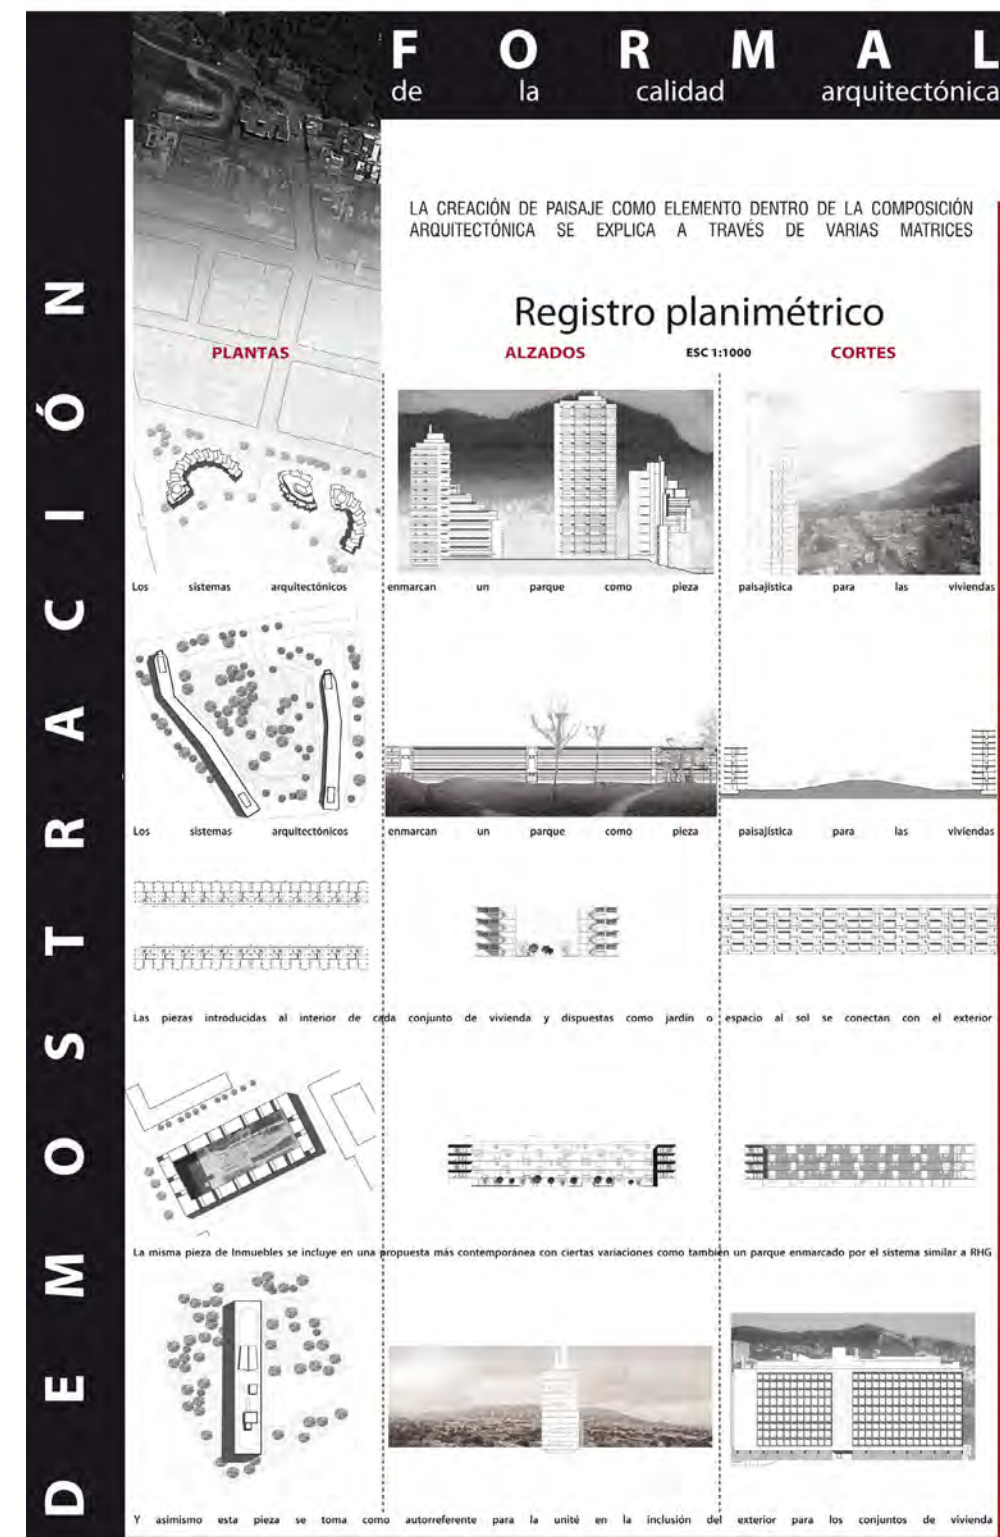 DEMOSTRACIÓN
FORMAL
de la calidad arquitectónica
LA CREACIÓN DE PAISAJE COMO ELEMENTO DENTRO DE LA COMPOSICIÓN
ARQUITECTÓNICA SE EXPLICA A TRAVÉS DE VARIAS MATRICES
Registro planimétrico
PLANTAS ALZADOS ESC 1:1000 CORTES
Los sistemas arquitectónicos enmarcan un parque como pieza paisajística para las viviendas
Los sistemas arquitectónicos enmarcan un parque como pieza paisajística para las viviendas
Las piezas introducidas al interior de cada conjunto de vivienda y dispuestas como jardín o espacio al sol se conectan con el exterior
La misma pieza de Inmuebles se incluye en una propuesta más contemporánea con ciertas variaciones como también un parque enmarcado por el sistema similar a RHG
Y asimismo esta pieza se toma como autorreferente para la unité en la inclusión del exterior para los conjuntos de vivienda